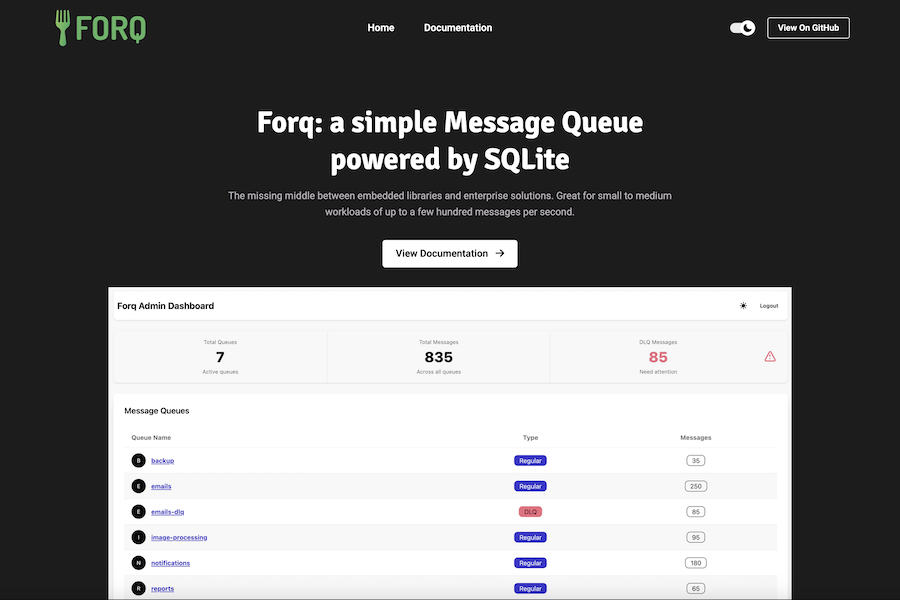 FORQ
Home
Documentation
View On GitHub
Forq: a simple Message Queue
powered by SQLite
The missing middle between embedded libraries and enterprise solutions. Great for small to medium
workloads of up to a few hundred messages per second.
View Documentation →
Forq Admin Dashboard
Logout
Total Queues
7
Active queues
Total Messages
835
Across all queues
DLQ Messages
85
Need attention
Message Queues
Queue Name Type Messages
B backup Regular 35
E emails Regular 250
E emails-dlq DLQ 85
I image-processing Regular 95
N notifications Regular 180
R reports Regular 65